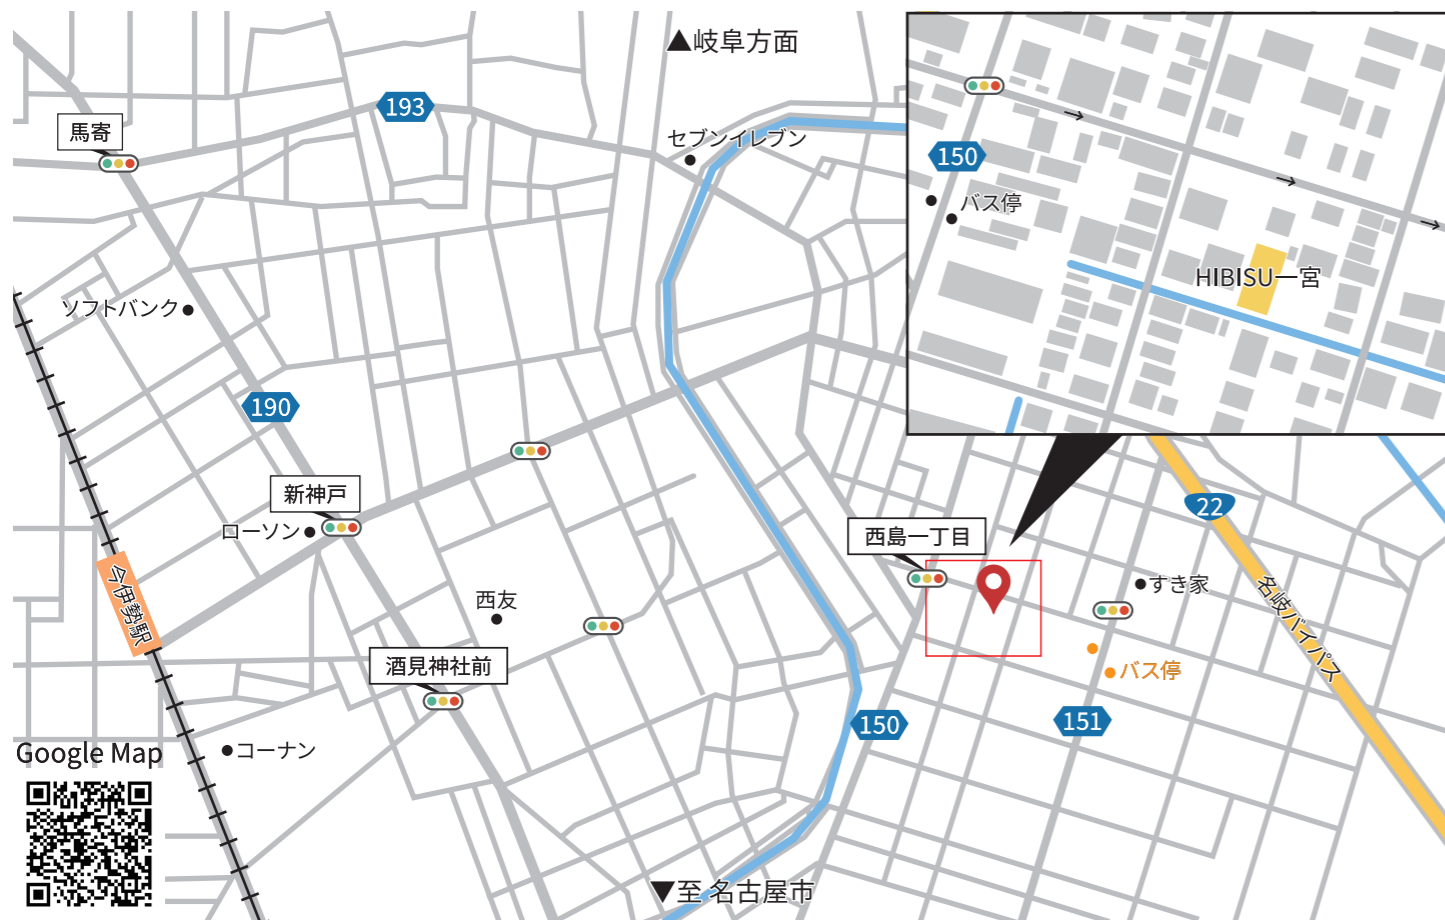 ▲岐阜方面
193
馬寄
セブンイレブン
150
バス停
HIBISU一宮
ソフトバンク
190
新神戸
ローソン
今伊勢駅
西友
酒見神社前
コーナン
Google Map
西島一丁目
22
すき家
名岐バイパス
バス停
150
151
▼至 名古屋市